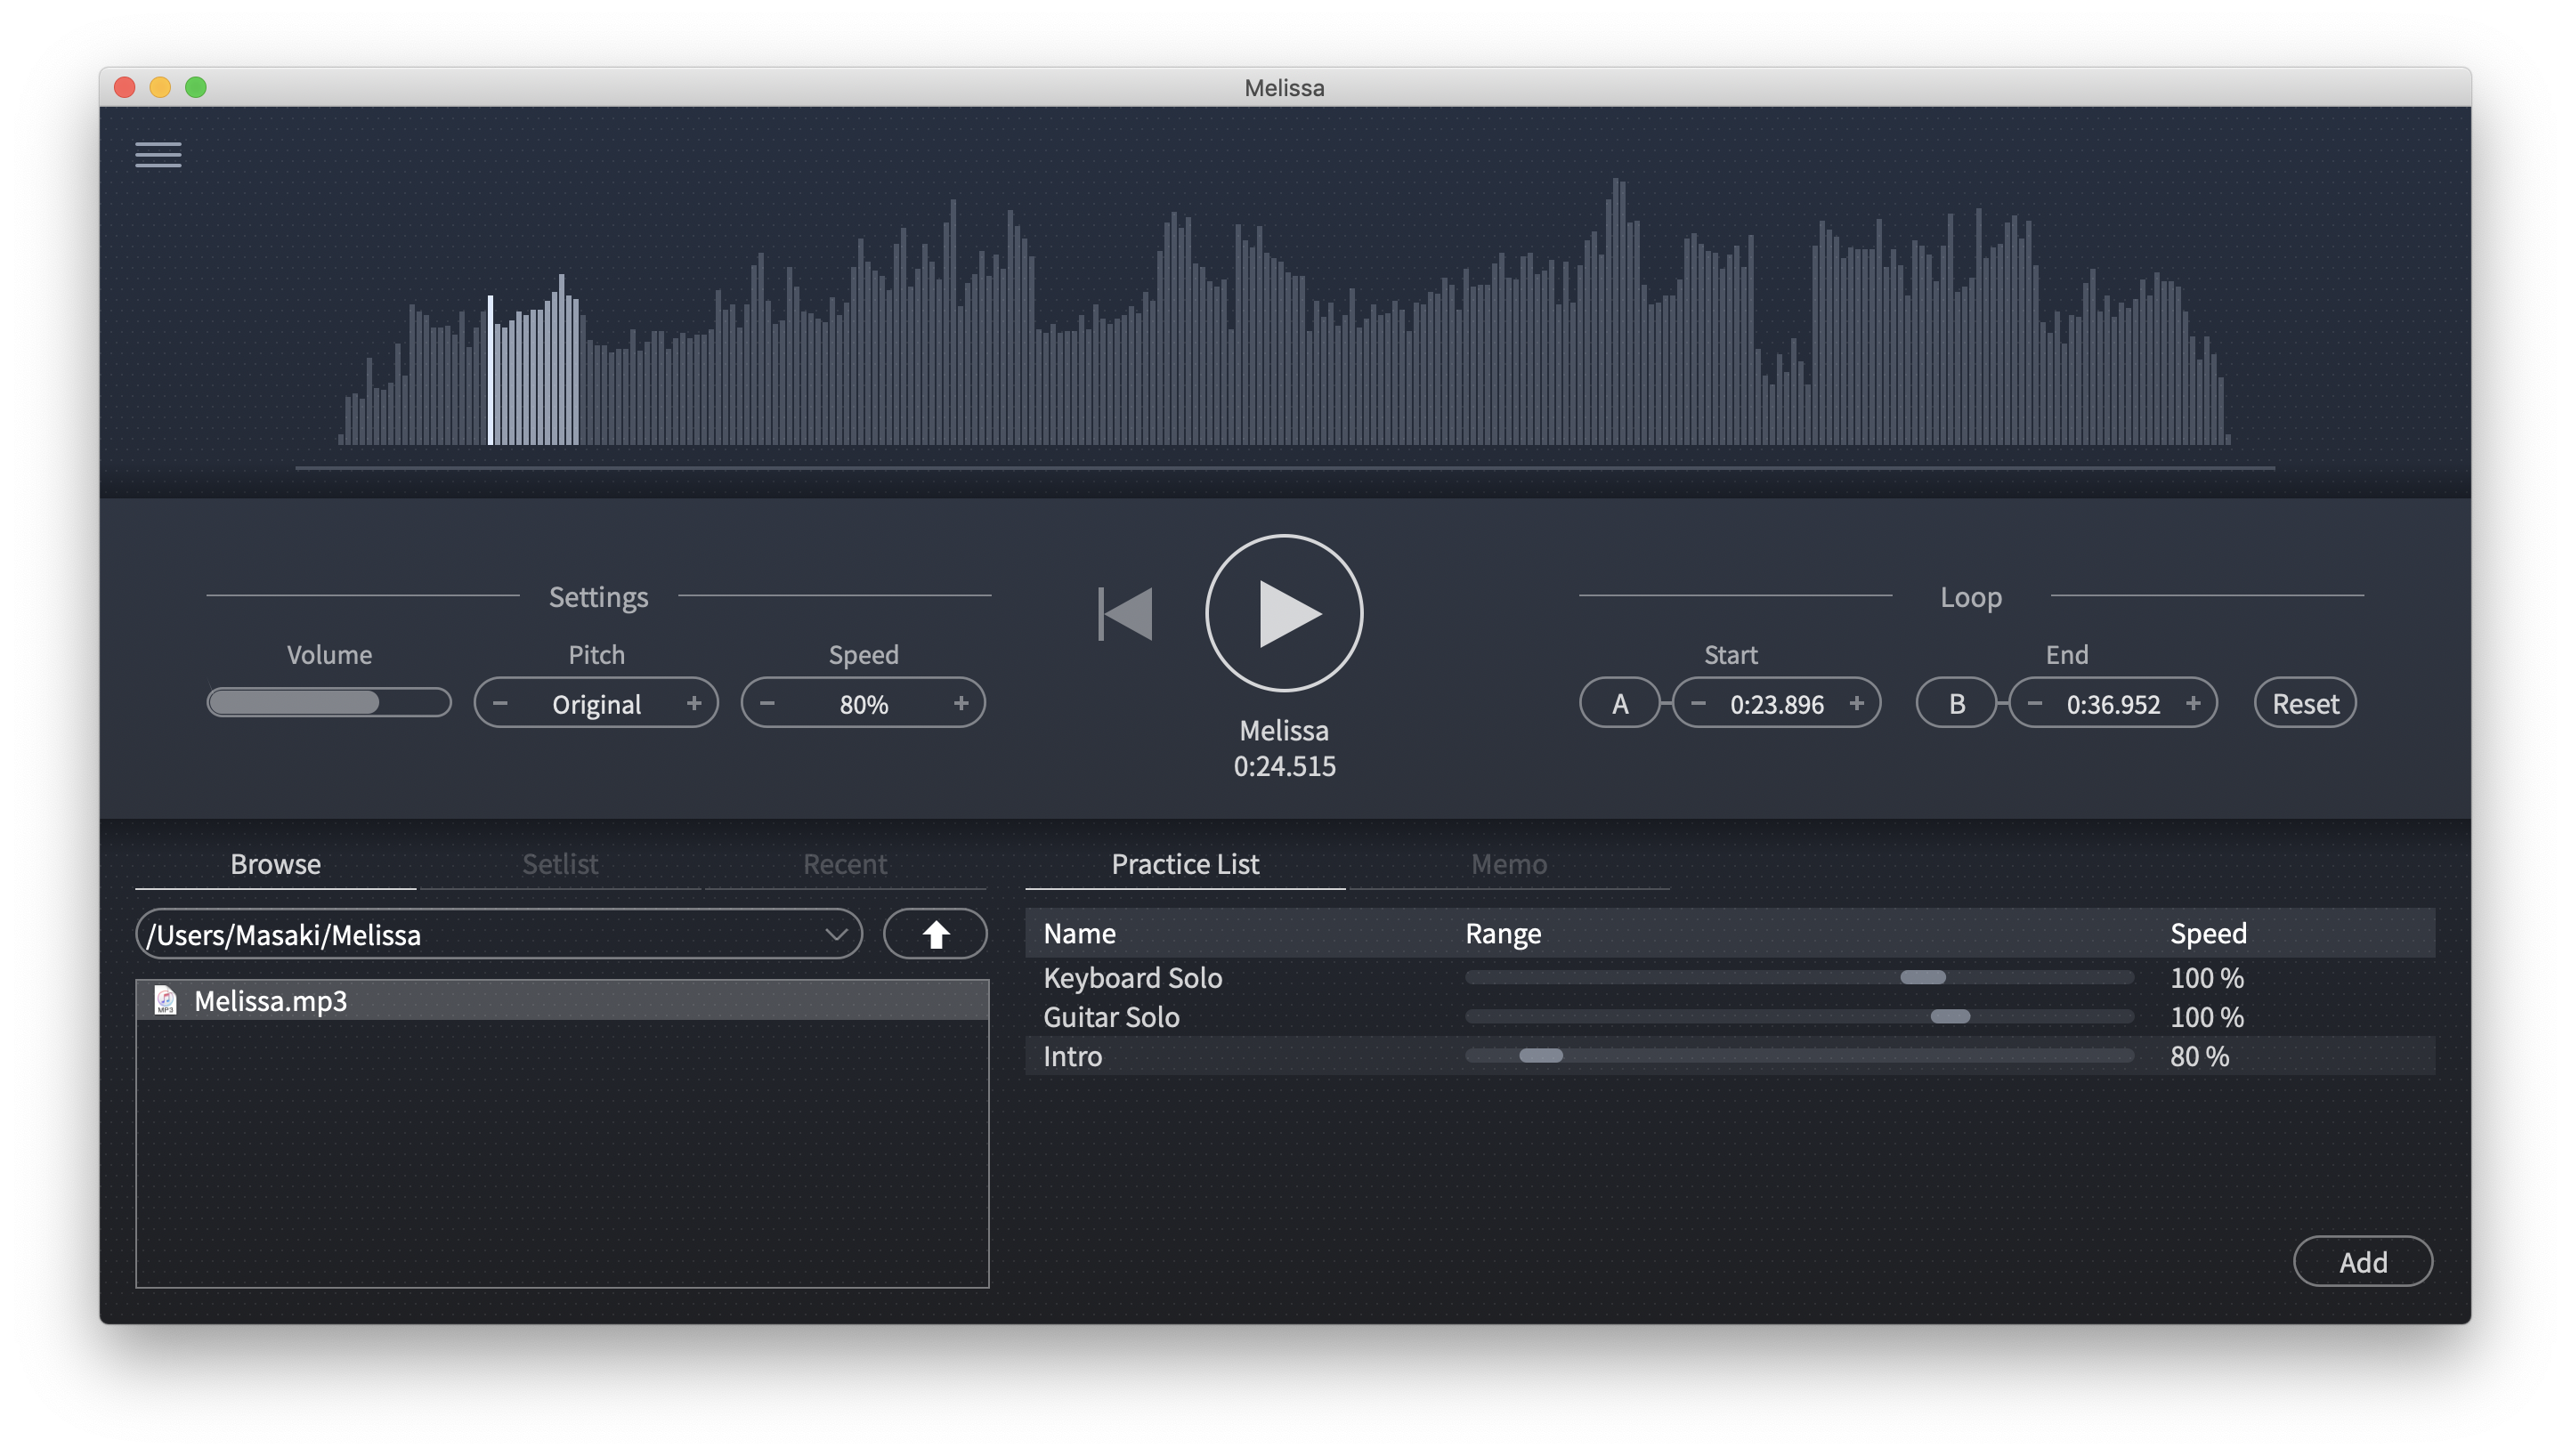 Melissa
Settings
Loop
Volume Pitch Speed
Start End
- Original +
- 80% +
A - 0:23.896 +
B - 0:36.952 +
Reset
Melissa
0:24.515
Browse Setlist Recent
/Users/Masaki/Melissa
MP3 Melissa.mp3
Practice List Memo
Name Range Speed
Keyboard Solo 100 %
Guitar Solo 100 %
Intro 80 %
Add